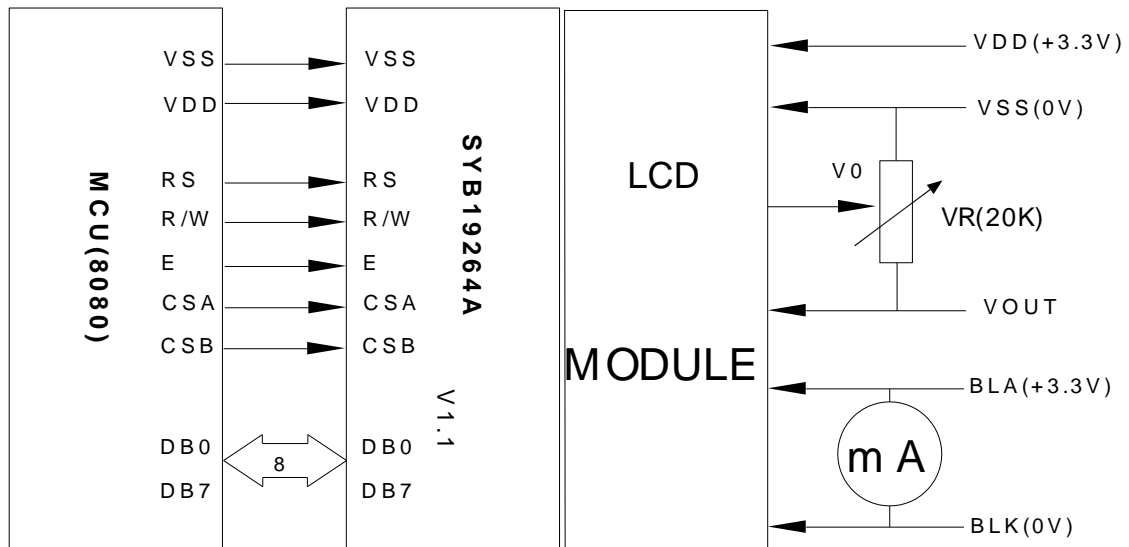 MCU(8080)
VSS
VDD
RS
R/W
E
CSA
CSB
DB0
DB7
8
VSS
VDD
RS
R/W
E
CSA
CSB
DB0
DB7
SYB19264A
V1.1
LCD
MODULE
VDD(+3.3V)
VSS(0V)
V0
VR(20K)
VOUT
BLA(+3.3V)
mA
BLK(0V)